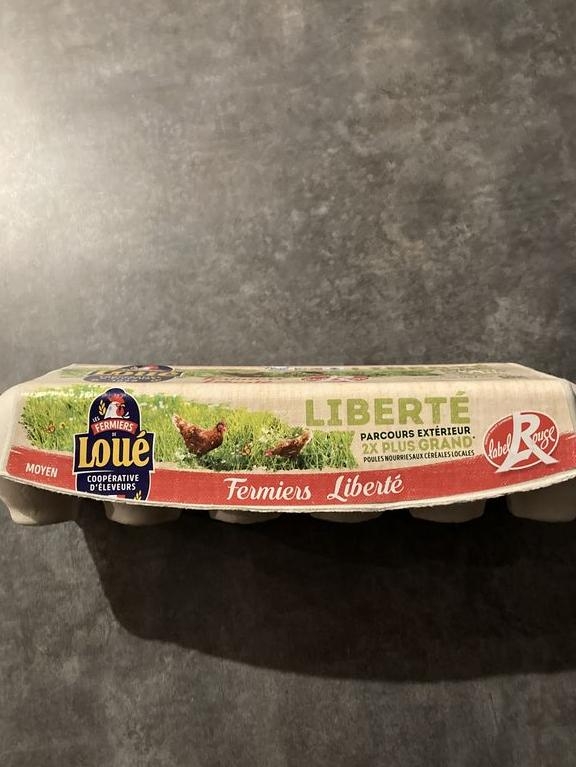 LIBERTÉ
PARCOURS EXTÉRIEUR
2X PLUS GRAND*
POULES NOURRIES AUX CÉRÉALES LOCALES
Label Rouge
LES
FERMIERS
DE
Loué
COOPÉRATIVE
D'ÉLEVEURS
MOYEN
Fermiers Liberté